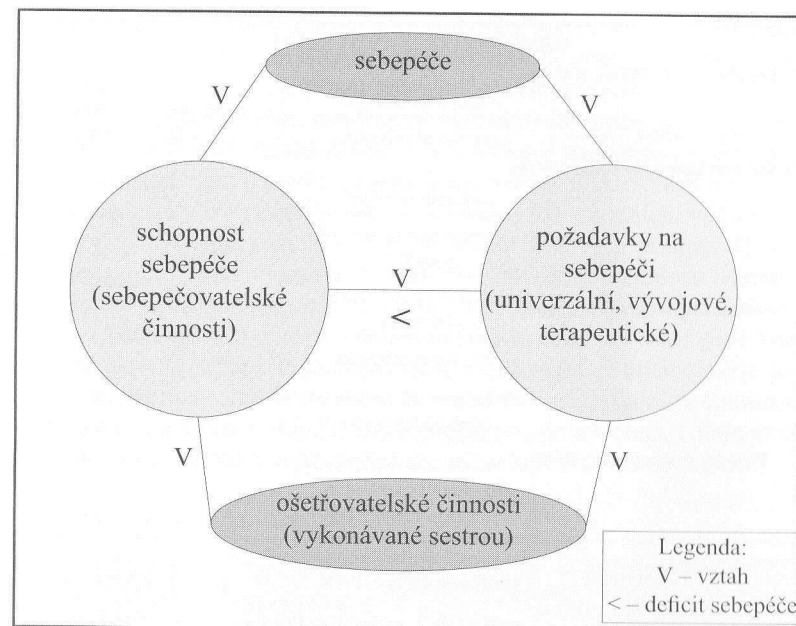 sebepéče
V
V
schopnost
sebepéče
(sebepečovatelské
činnosti)
V
<
požadavky na
sebepéči
(univerzální, vývojové,
terapeutické)
V
V
ošetřovatelské činnosti
(vykonávané sestrou)
Legenda:
V – vztah
< – deficit sebepéče